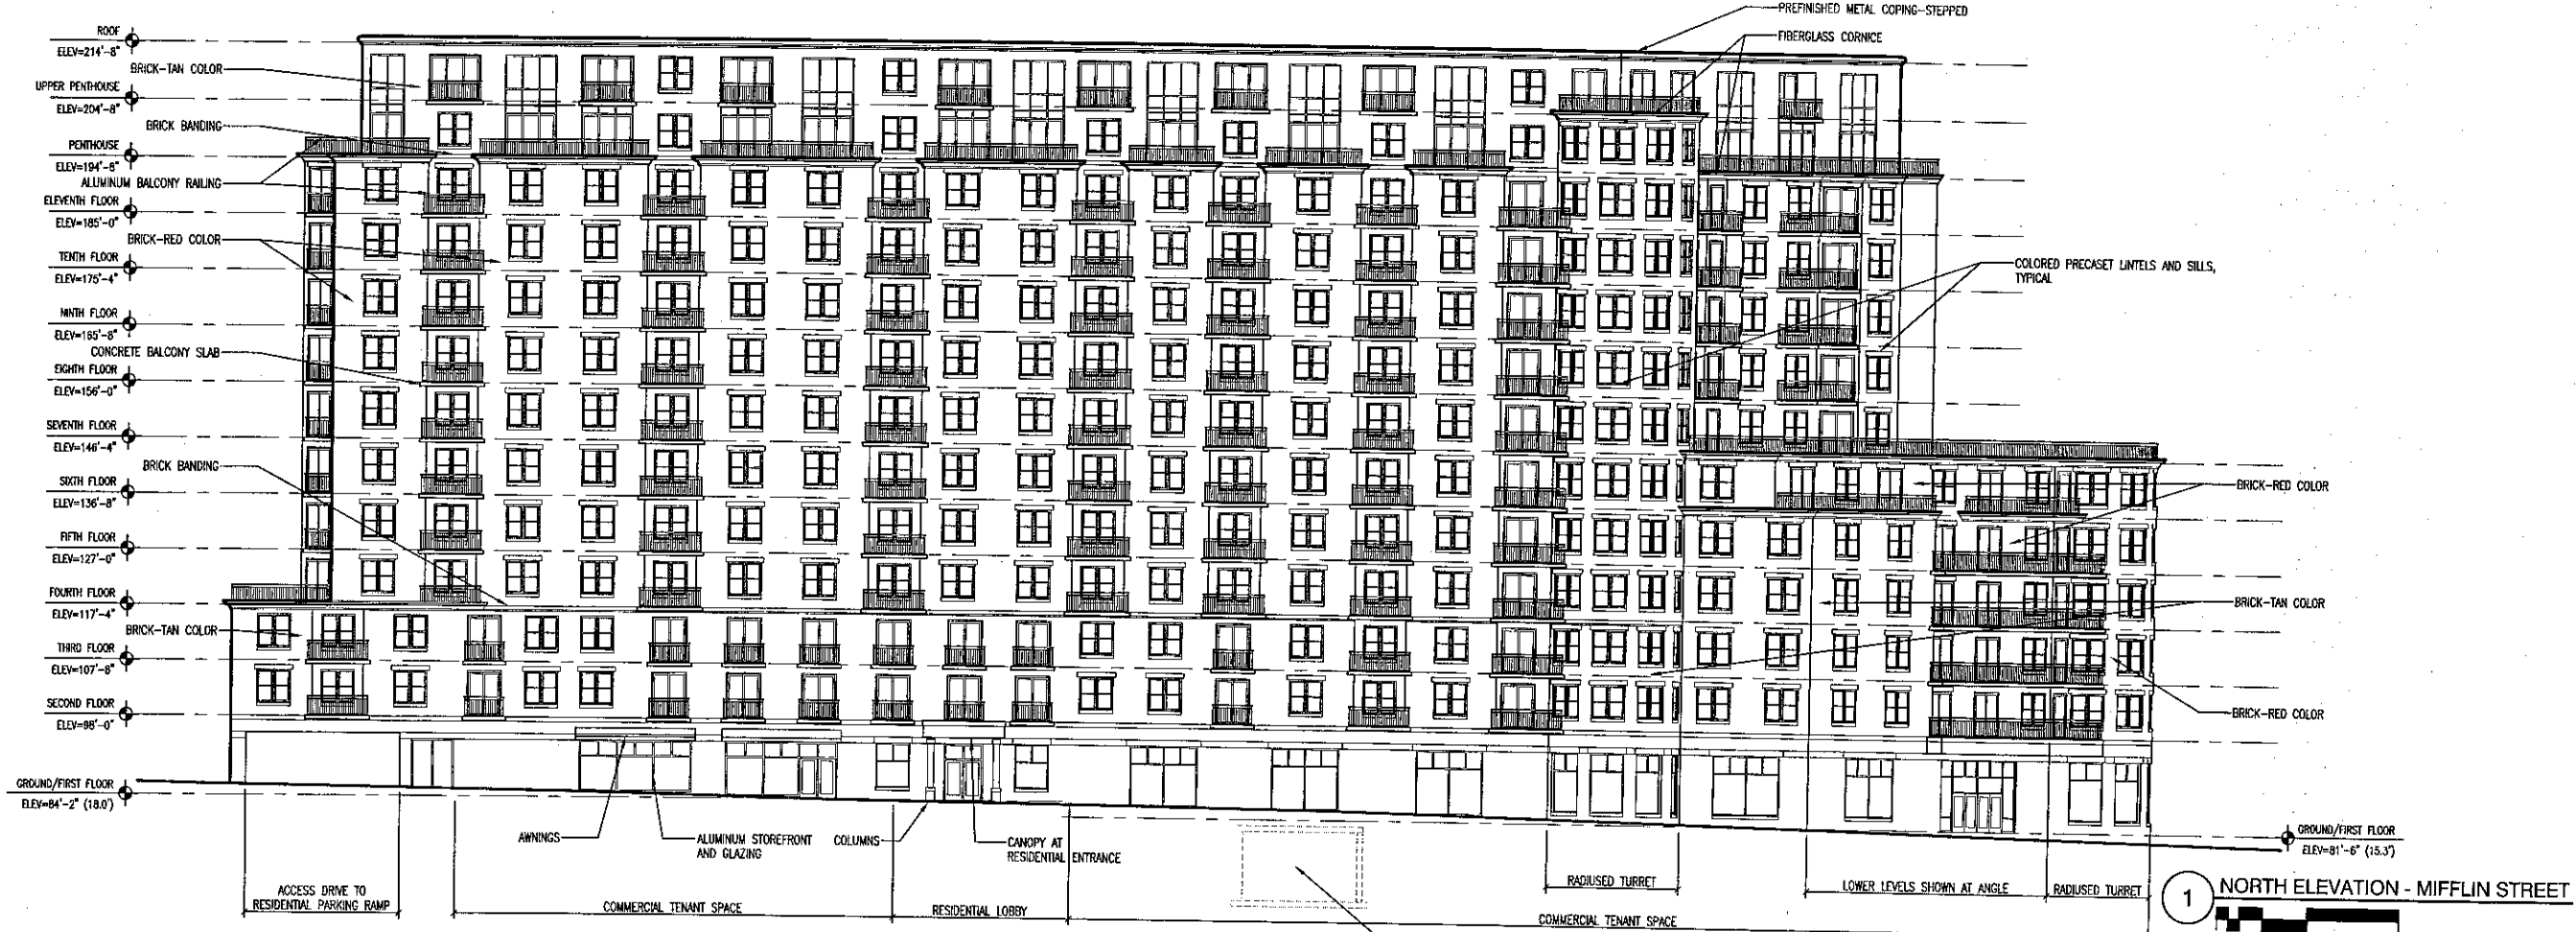 PREFINISHED METAL COPING-STEPPED
FIBERGLASS CORNICE
ROOF
ELEV=214'-8"
BRICK-TAN COLOR
UPPER PENTHOUSE
ELEV=204'-8"
BRICK BANDING
PENTHOUSE
ELEV=194'-8"
ALUMINUM BALCONY RAILING
ELEVENTH FLOOR
ELEV=185'-0"
BRICK-RED COLOR
TENTH FLOOR
ELEV=175'-4"
NINTH FLOOR
ELEV=165'-8"
CONCRETE BALCONY SLAB
EIGHTH FLOOR
ELEV=156'-0"
SEVENTH FLOOR
ELEV=146'-4"
BRICK BANDING
SIXTH FLOOR
ELEV=136'-8"
FIFTH FLOOR
ELEV=127'-0"
FOURTH FLOOR
ELEV=117'-4"
BRICK-TAN COLOR
THIRD FLOOR
ELEV=107'-8"
SECOND FLOOR
ELEV=98'-0"
GROUND/FIRST FLOOR
ELEV=84'-2" (18.0')
COLORED PRECASET LINTELS AND SILLS,
TYPICAL
BRICK-RED COLOR
BRICK-TAN COLOR
BRICK-RED COLOR
GROUND/FIRST FLOOR
ELEV=81'-6" (15.3')
AWNINGS
ALUMINUM STOREFRONT
AND GLAZING
COLUMNS
CANOPY AT
RESIDENTIAL ENTRANCE
ACCESS DRIVE TO
RESIDENTIAL PARKING RAMP
COMMERCIAL TENANT SPACE
RESIDENTIAL LOBBY
COMMERCIAL TENANT SPACE
RADIUSED TURRET
LOWER LEVELS SHOWN AT ANGLE
RADIUSED TURRET
1
NORTH ELEVATION - MIFFLIN STREET